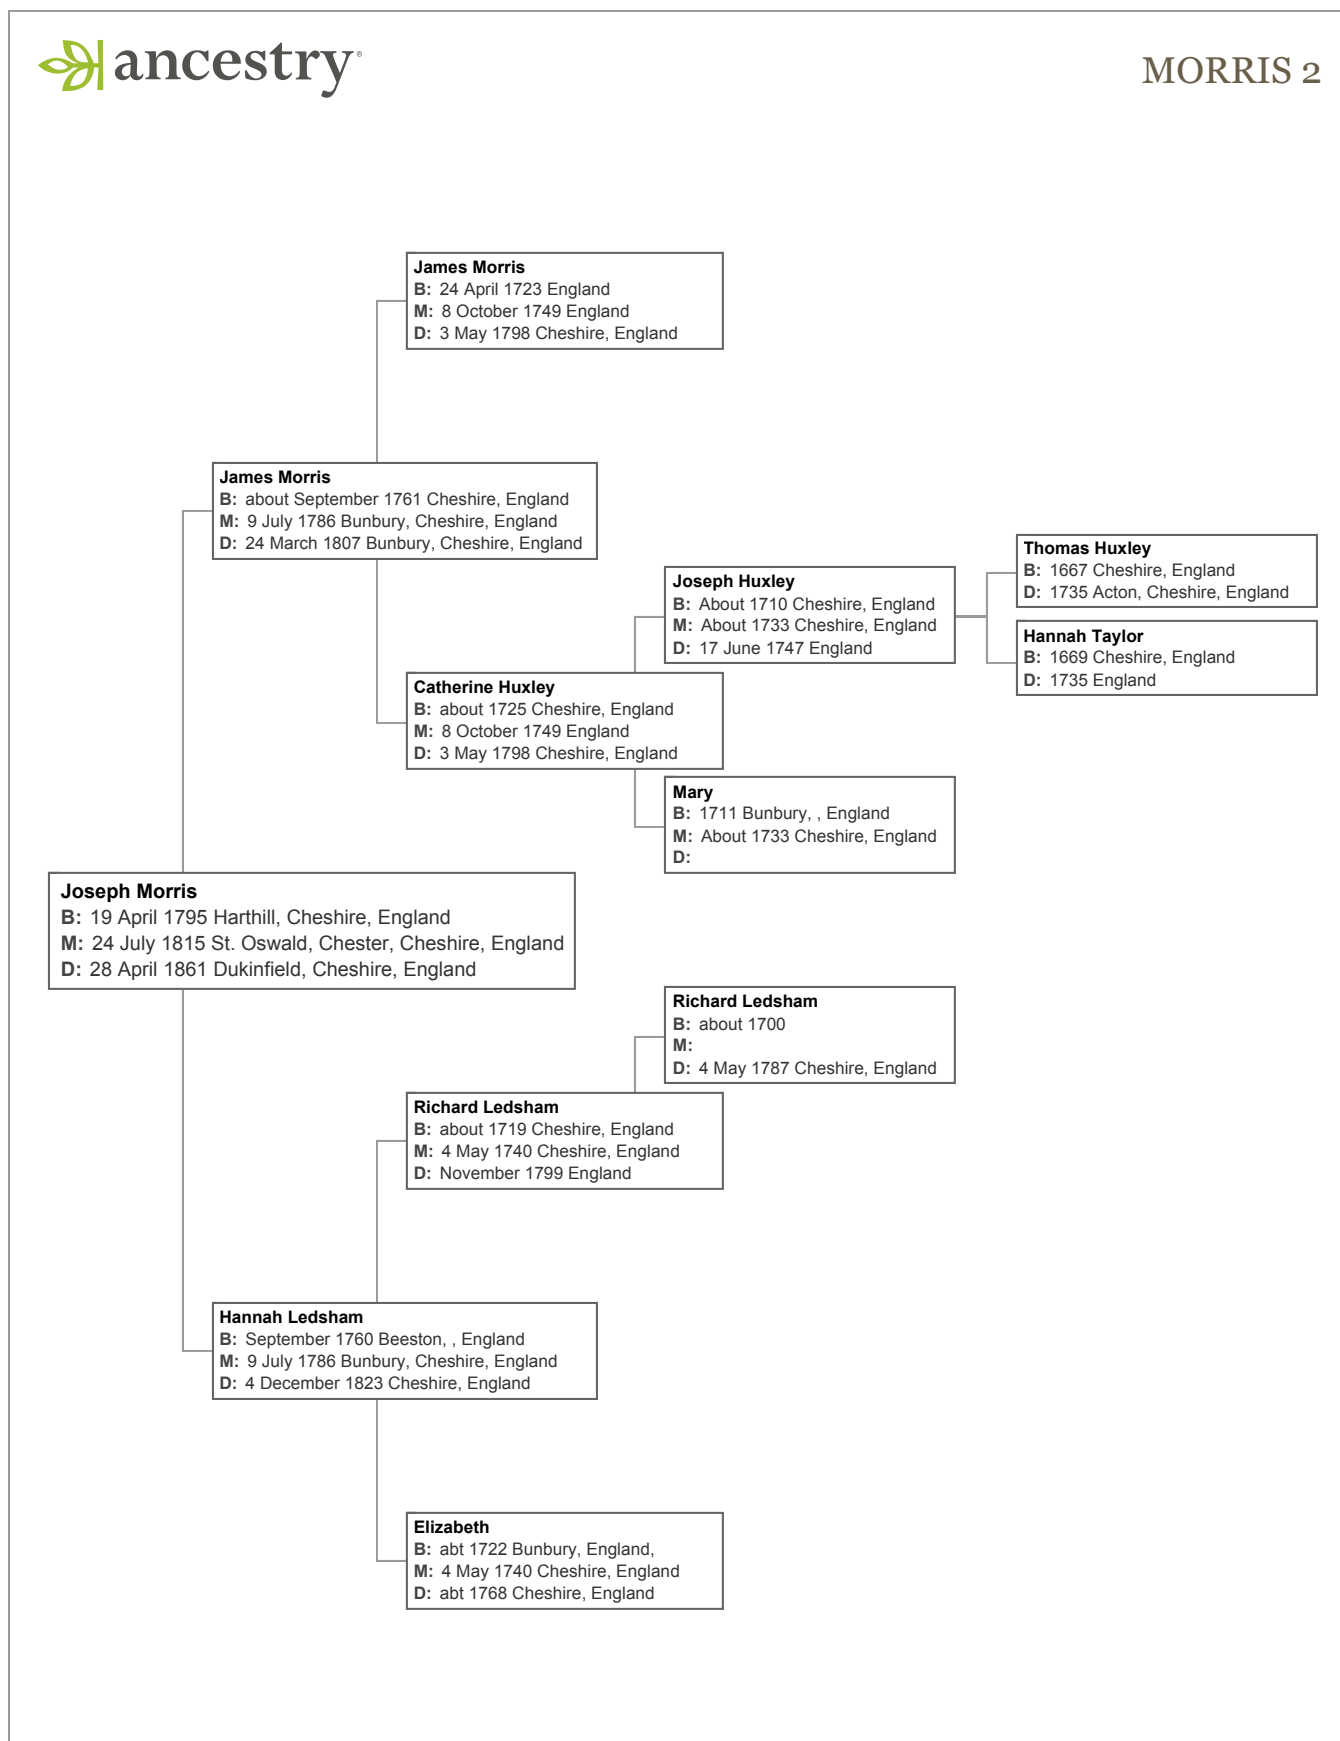 ancestry
MORRIS 2
James Morris
B: 24 April 1723 England
M: 8 October 1749 England
D: 3 May 1798 Cheshire, England
James Morris
B: about September 1761 Cheshire, England
M: 9 July 1786 Bunbury, Cheshire, England
D: 24 March 1807 Bunbury, Cheshire, England
Thomas Huxley
B: 1667 Cheshire, England
D: 1735 Acton, Cheshire, England
Joseph Huxley
B: About 1710 Cheshire, England
M: About 1733 Cheshire, England
D: 17 June 1747 England
Hannah Taylor
B: 1669 Cheshire, England
D: 1735 England
Catherine Huxley
B: about 1725 Cheshire, England
M: 8 October 1749 England
D: 3 May 1798 Cheshire, England
Mary
B: 1711 Bunbury, , England
M: About 1733 Cheshire, England
D:
Joseph Morris
B: 19 April 1795 Harthill, Cheshire, England
M: 24 July 1815 St. Oswald, Chester, Cheshire, England
D: 28 April 1861 Dukinfield, Cheshire, England
Richard Ledsham
B: about 1700
M:
D: 4 May 1787 Cheshire, England
Richard Ledsham
B: about 1719 Cheshire, England
M: 4 May 1740 Cheshire, England
D: November 1799 England
Hannah Ledsham
B: September 1760 Beeston, , England
M: 9 July 1786 Bunbury, Cheshire, England
D: 4 December 1823 Cheshire, England
Elizabeth
B: abt 1722 Bunbury, England,
M: 4 May 1740 Cheshire, England
D: abt 1768 Cheshire, England